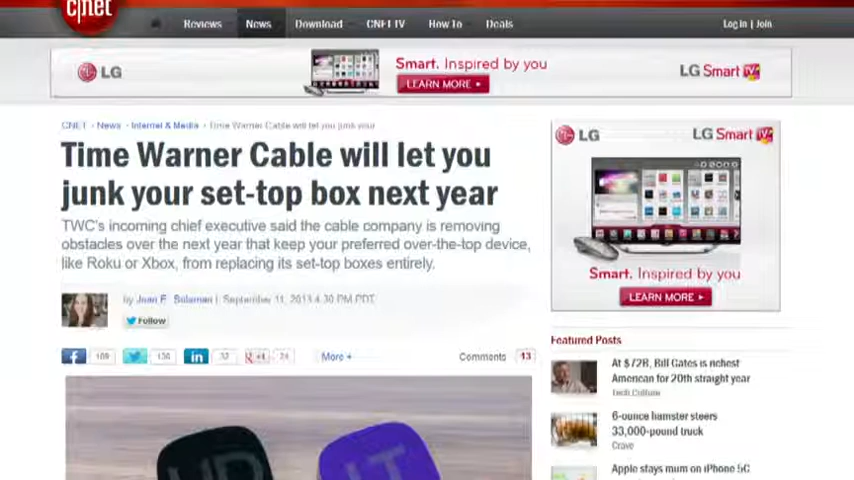 c|net
Reviews News Download CNET TV How To Deals Log In | Join
LG Smart. Inspired by you LG Smart TV
LEARN MORE
CNET › News › Internet & Media › Time Warner Cable will let you junk your
Time Warner Cable will let you
junk your set-top box next year
TWC's incoming chief executive said the cable company is removing
obstacles over the next year that keep your preferred over-the-top device,
like Roku or Xbox, from replacing its set-top boxes entirely.
by Joan E. Solsman | September 11, 2013 4:30 PM PDT
Follow
More + Comments 13
LG LG Smart TV
Smart. Inspired by you
LEARN MORE
Featured Posts
At $72B, Bill Gates is richest
American for 20th straight year
Tech Culture
6-ounce hamster steers
33,000-pound truck
Crave
Apple stays mum on iPhone 5C
HD LT